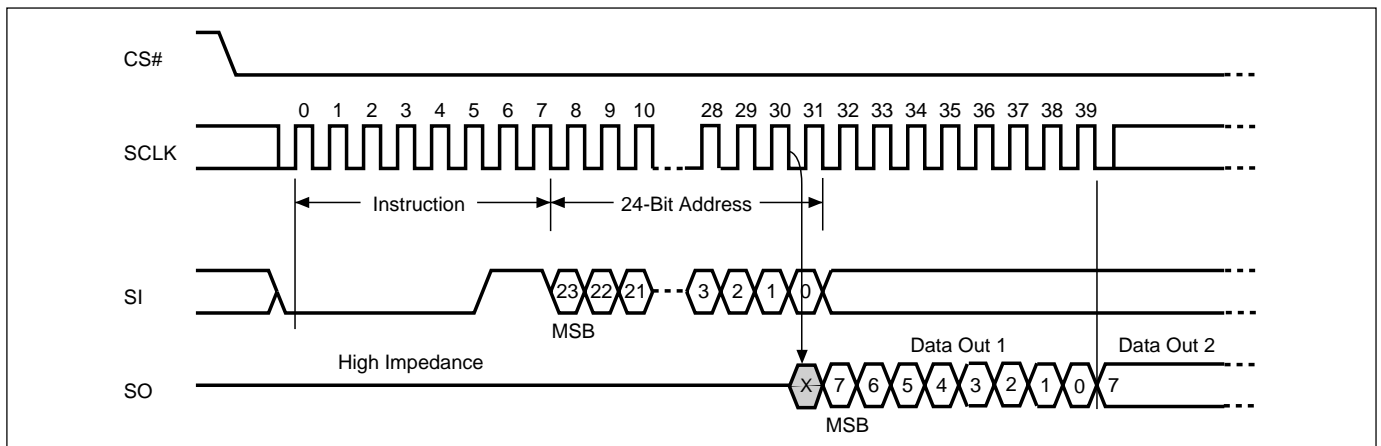 CS#
0 1 2 3 4 5 6 7 8 9 10 28 29 30 31 32 33 34 35 36 37 38 39
SCLK
Instruction 24-Bit Address
SI 23 22 21 3 2 1 0
MSB
High Impedance Data Out 1 Data Out 2
SO X 7 6 5 4 3 2 1 0 7
MSB